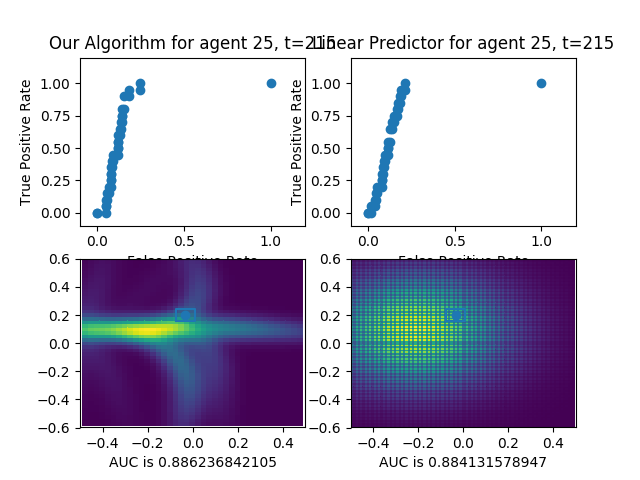 Our Algorithm for agent 25, t=215
Linear Predictor for agent 25, t=215
True Positive Rate
1.00
0.75
0.50
0.25
0.00
0.0 0.5 1.0
False Positive Rate
True Positive Rate
1.00
0.75
0.50
0.25
0.00
0.0 0.5 1.0
False Positive Rate
0.6
0.4
0.2
0.0
−0.2
−0.4
−0.6
−0.4 −0.2 0.0 0.2 0.4
AUC is 0.886236842105
0.6
0.4
0.2
0.0
−0.2
−0.4
−0.6
−0.4 −0.2 0.0 0.2 0.4
AUC is 0.884131578947